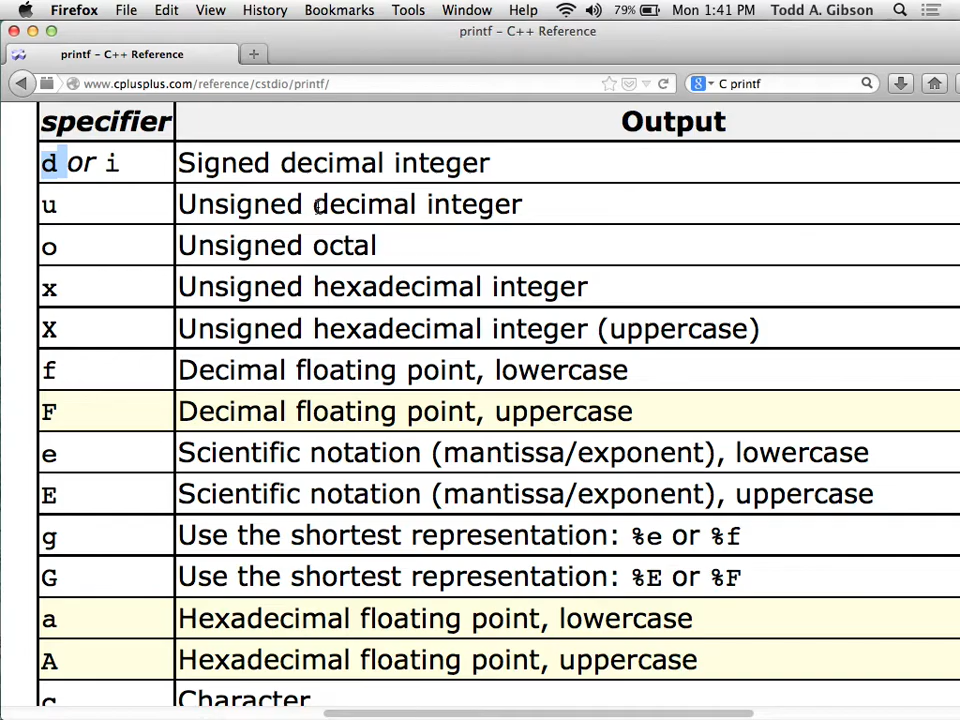 Firefox File Edit View History Bookmarks Tools Window Help 79% Mon 1:41 PM Todd A. Gibson
printf - C++ Reference
printf - C++ Reference
www.cplusplus.com/reference/cstdio/printf/ C printf
specifier Output
d or i Signed decimal integer
u Unsigned decimal integer
o Unsigned octal
x Unsigned hexadecimal integer
X Unsigned hexadecimal integer (uppercase)
f Decimal floating point, lowercase
F Decimal floating point, uppercase
e Scientific notation (mantissa/exponent), lowercase
E Scientific notation (mantissa/exponent), uppercase
g Use the shortest representation: %e or %f
G Use the shortest representation: %E or %F
a Hexadecimal floating point, lowercase
A Hexadecimal floating point, uppercase
c Character